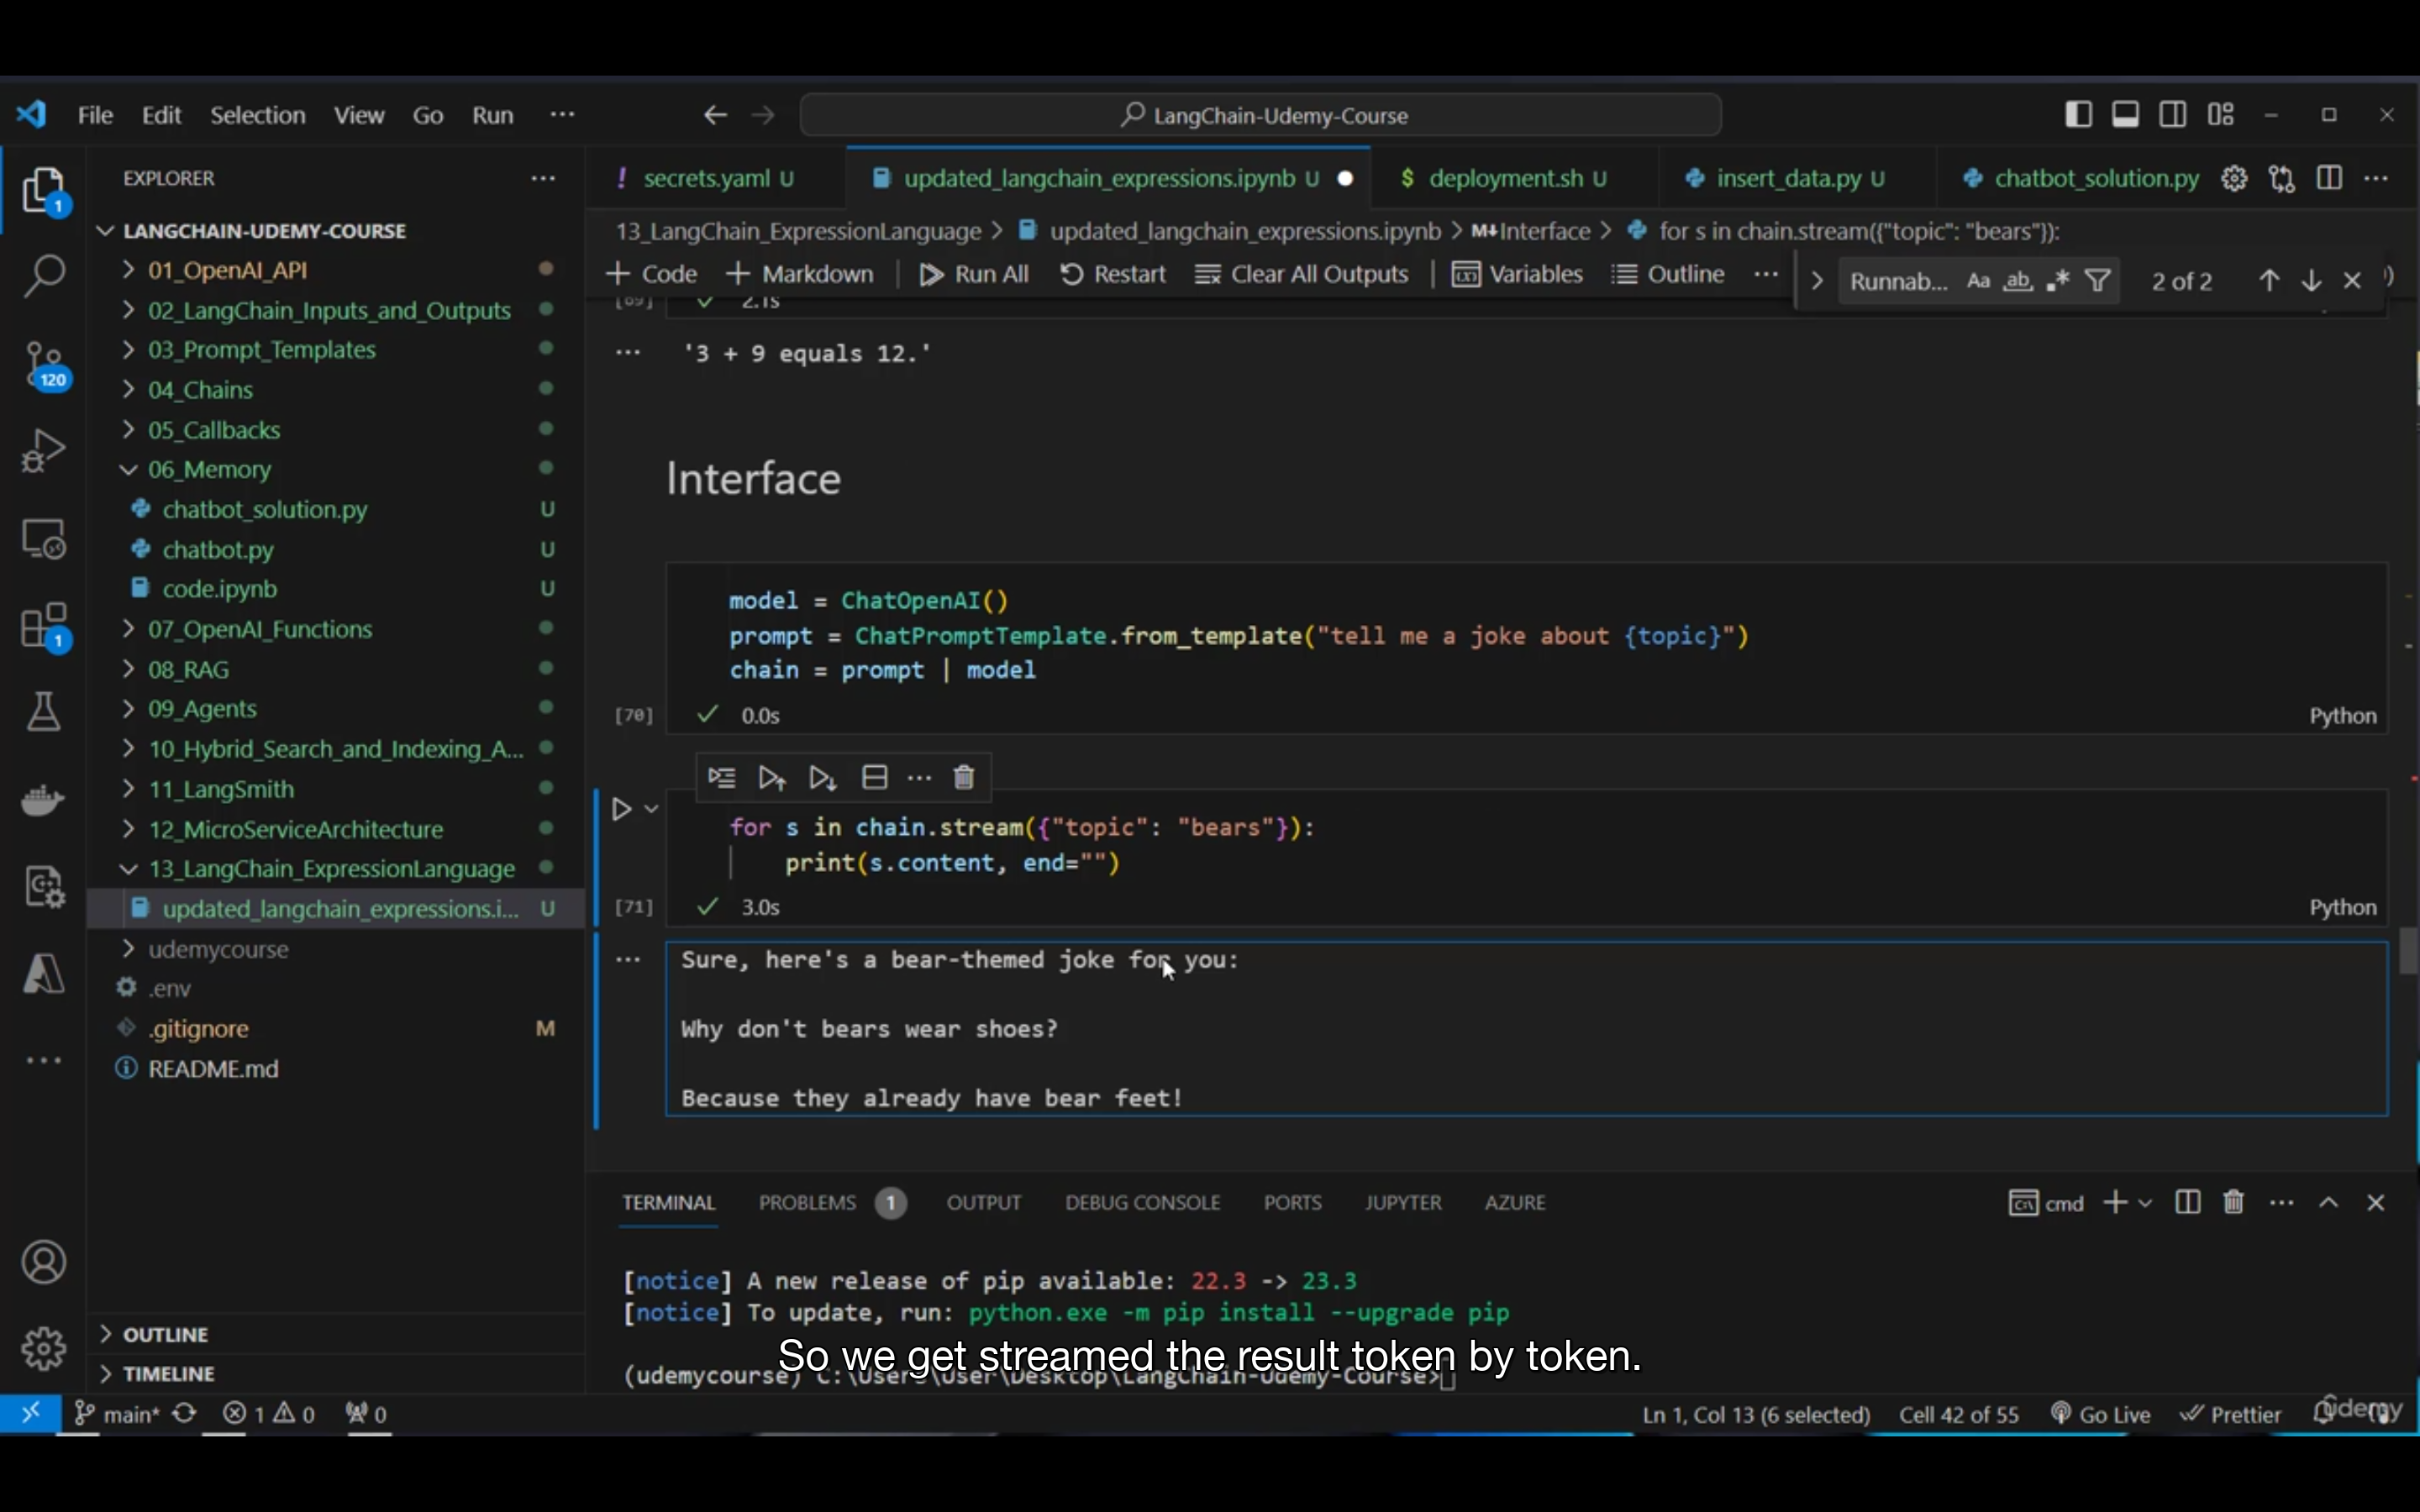 File Edit Selection View Go Run ...
LangChain-Udemy-Course
EXPLORER
LANGCHAIN-UDEMY-COURSE
01_OpenAI_API
02_LangChain_Inputs_and_Outputs
03_Prompt_Templates
04_Chains
05_Callbacks
06_Memory
chatbot_solution.py U
chatbot.py U
code.ipynb U
07_OpenAI_Functions
08_RAG
09_Agents
10_Hybrid_Search_and_Indexing_A...
11_LangSmith
12_MicroServiceArchitecture
13_LangChain_ExpressionLanguage
updated_langchain_expressions.i... U
udemycourse
.env
.gitignore M
README.md
OUTLINE
TIMELINE
1
120
1
! secrets.yaml U updated_langchain_expressions.ipynb U $ deployment.sh U insert_data.py U chatbot_solution.py
13_LangChain_ExpressionLanguage > updated_langchain_expressions.ipynb > M↓Interface > for s in chain.stream({"topic": "bears"}):
+ Code + Markdown Run All Restart Clear All Outputs Variables Outline ...
Runnab... Aa ab .* 2 of 2
[69] 2.1s
'3 + 9 equals 12.'
Interface
model = ChatOpenAI()
prompt = ChatPromptTemplate.from_template("tell me a joke about {topic}")
chain = prompt | model
[70] 0.0s Python
for s in chain.stream({"topic": "bears"}):
print(s.content, end="")
[71] 3.0s Python
Sure, here's a bear-themed joke for you:
Why don't bears wear shoes?
Because they already have bear feet!
TERMINAL PROBLEMS 1 OUTPUT DEBUG CONSOLE PORTS JUPYTER AZURE
cmd
[notice] A new release of pip available: 22.3 -> 23.3
[notice] To update, run: python.exe -m pip install --upgrade pip
So we get streamed the result token by token.
(udemycourse) C:\Users\User\Desktop\LangChain-Udemy-Course>
main* 1 0 0
Ln 1, Col 13 (6 selected) Cell 42 of 55 Go Live Prettier
udemy